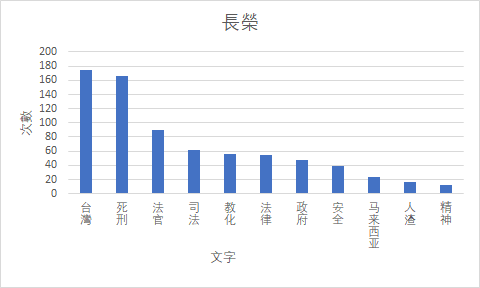 長榮
200
180
160
140
120
100
80
60
40
20
0
次數
台灣
死刑
法官
司法
教化
法律
政府
安全
马来西亚
人渣
精神
文字